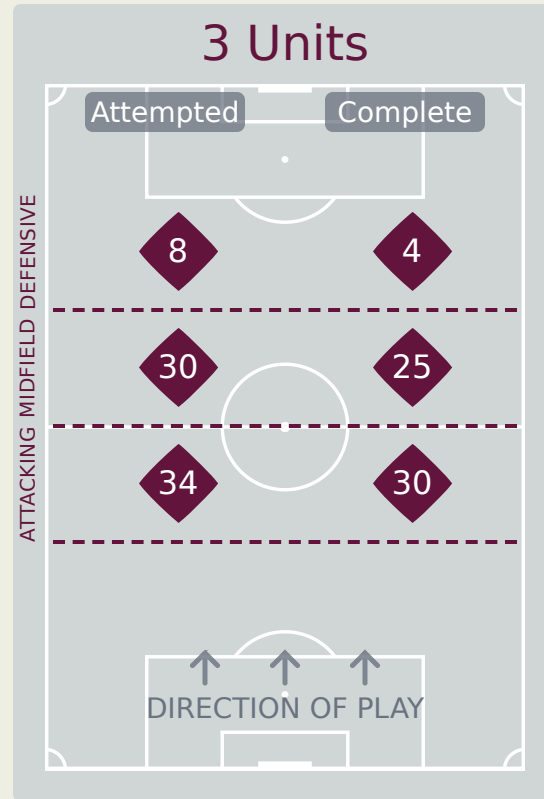 3 Units
Attempted Complete
ATTACKING MIDFIELD DEFENSIVE
8 4
30 25
34 30
DIRECTION OF PLAY